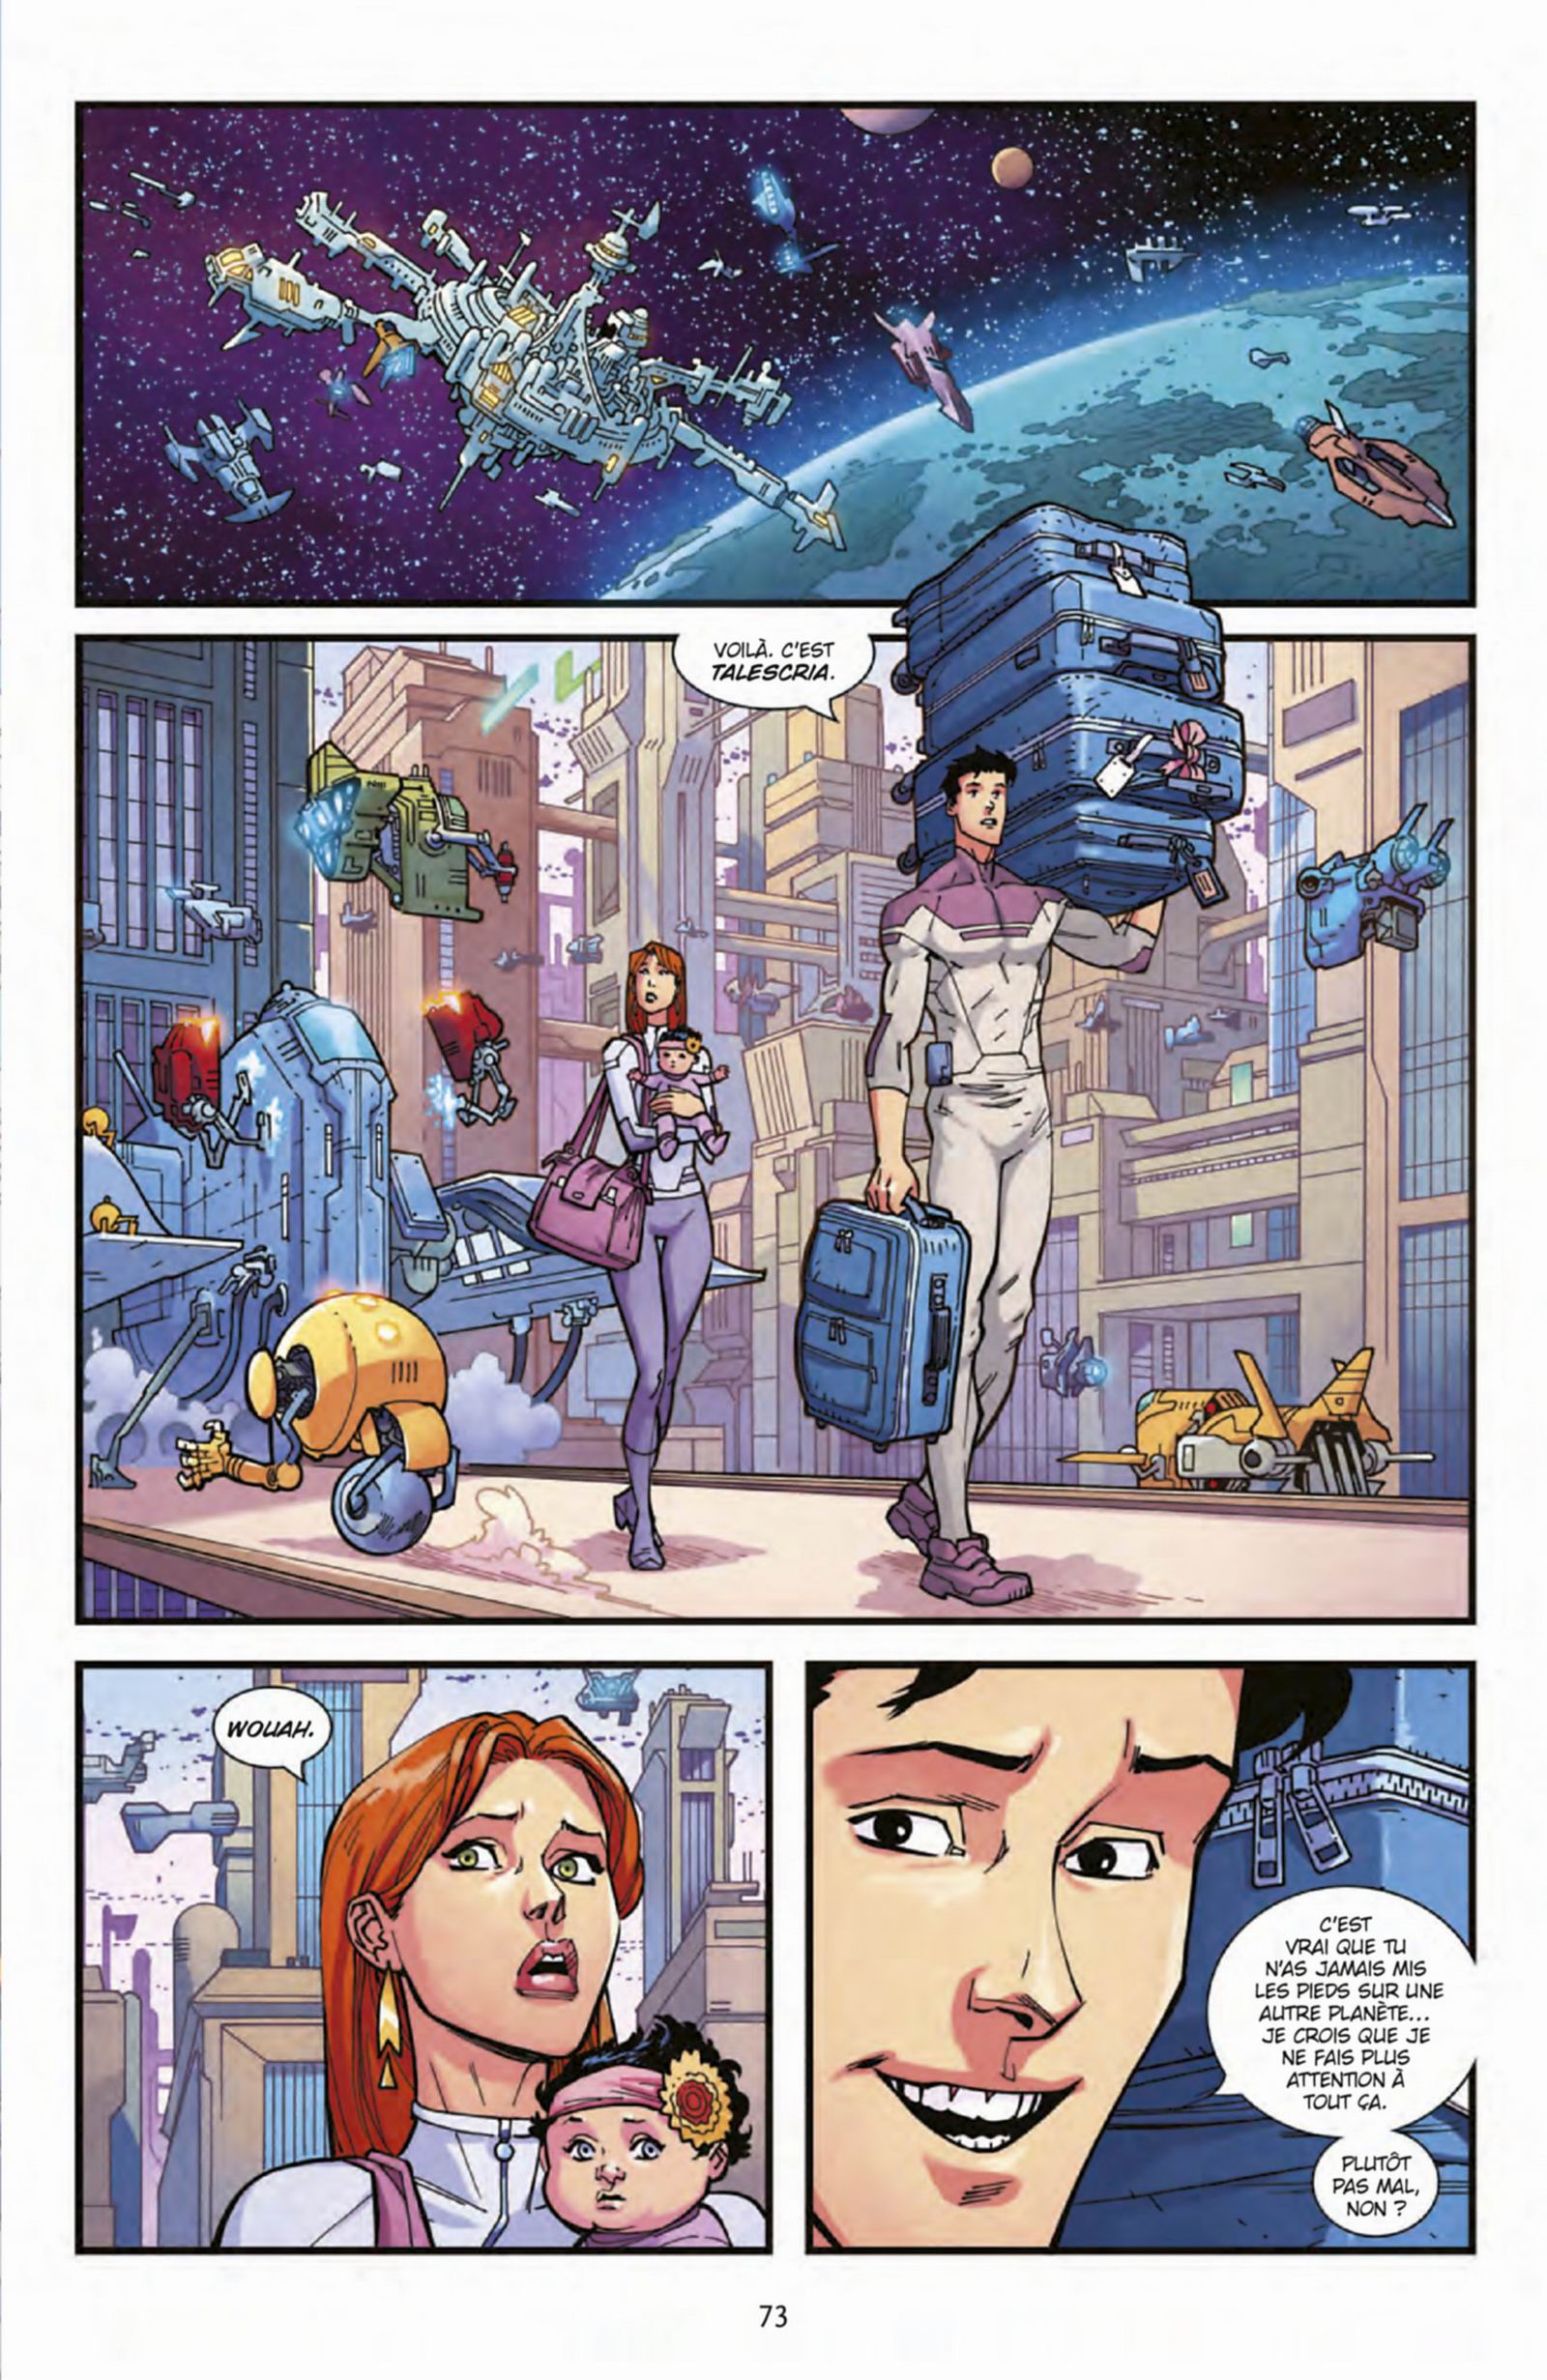 VOILÀ. C'EST
TALESCRIA.
WOUAH.
C'EST
VRAI QUE TU
N'AS JAMAIS MIS
LES PIEDS SUR UNE
AUTRE PLANÈTE...
JE CROIS QUE JE
NE FAIS PLUS
ATTENTION À
TOUT ÇA.
PLUTÔT
PAS MAL,
NON ?
73